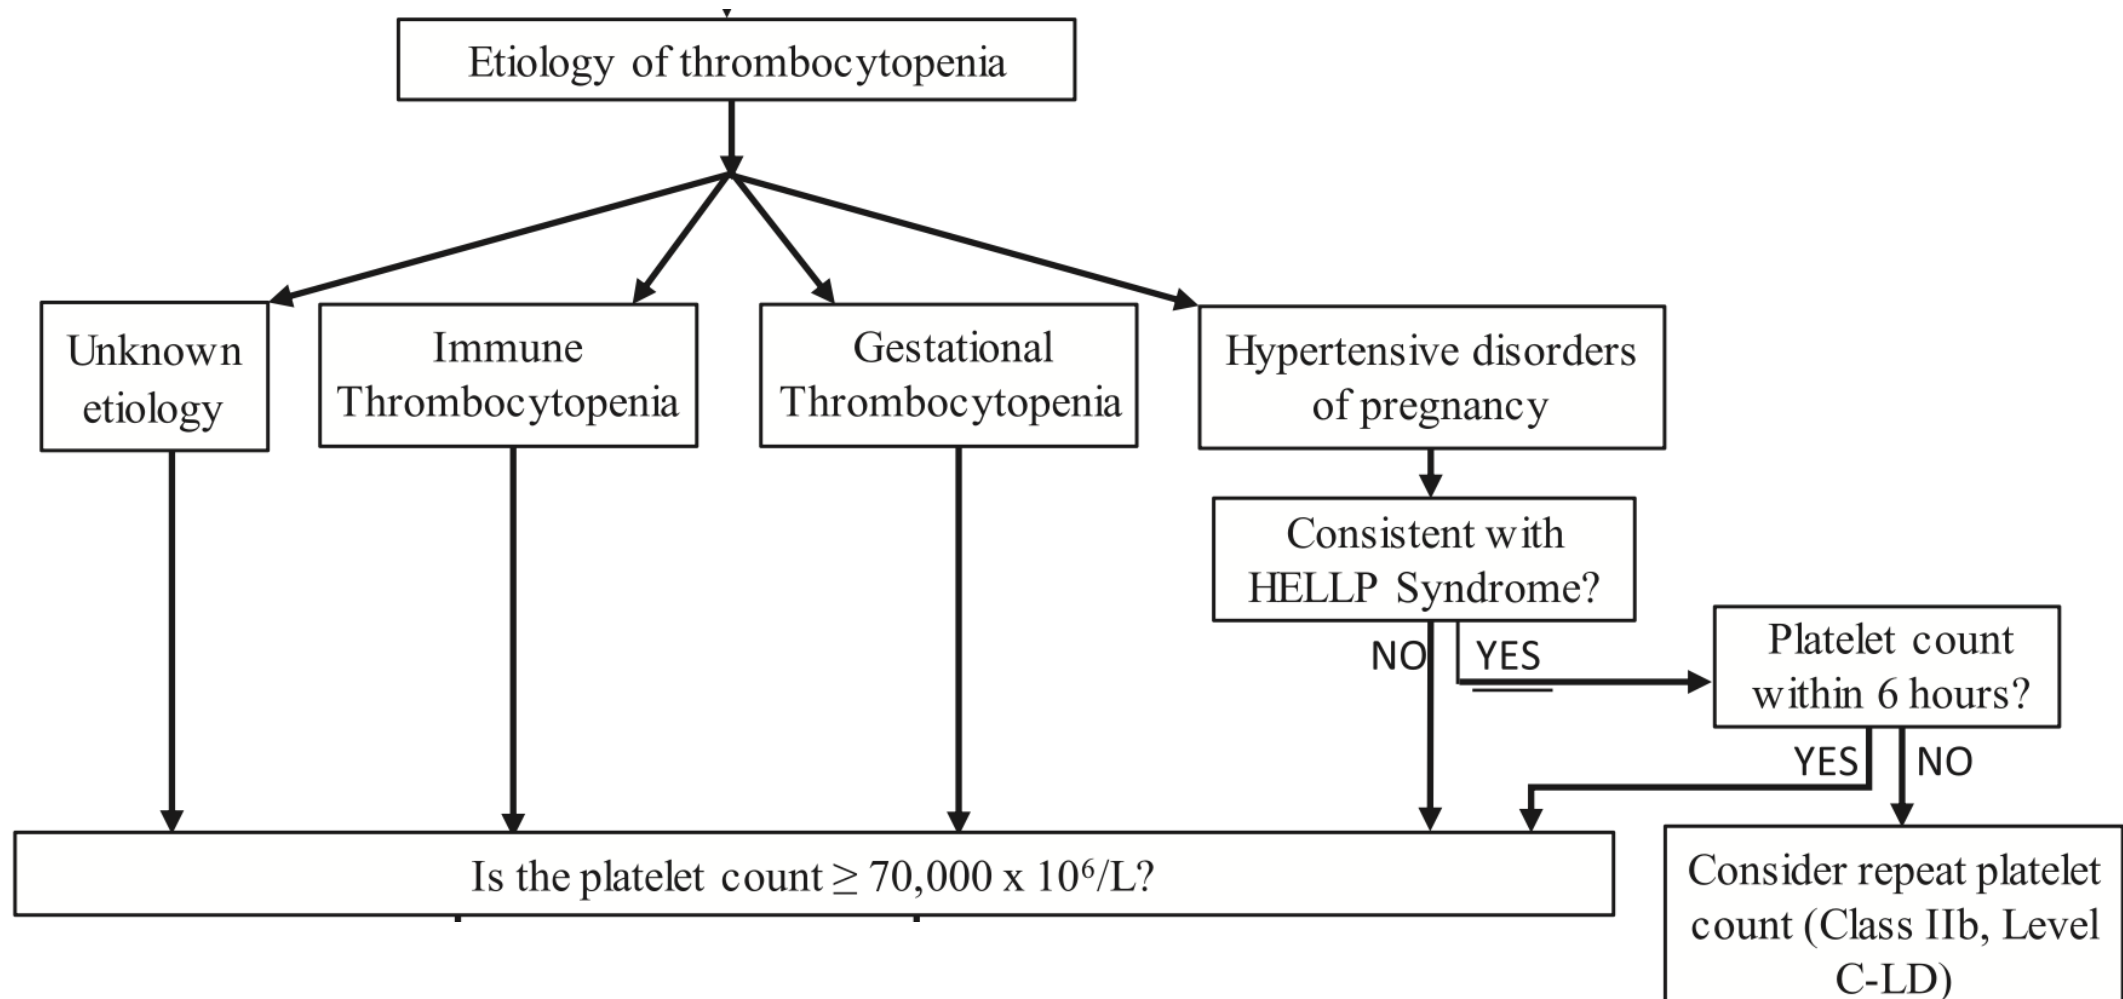 Etiology of thrombocytopenia
Unknown
etiology
Immune
Thrombocytopenia
Gestational
Thrombocytopenia
Hypertensive disorders
of pregnancy
Consistent with
HELLP Syndrome?
NO
YES
Platelet count
within 6 hours?
YES
NO
Is the platelet count ≥ 70,000 x 10⁶/L?
Consider repeat platelet
count (Class IIb, Level
C-LD)